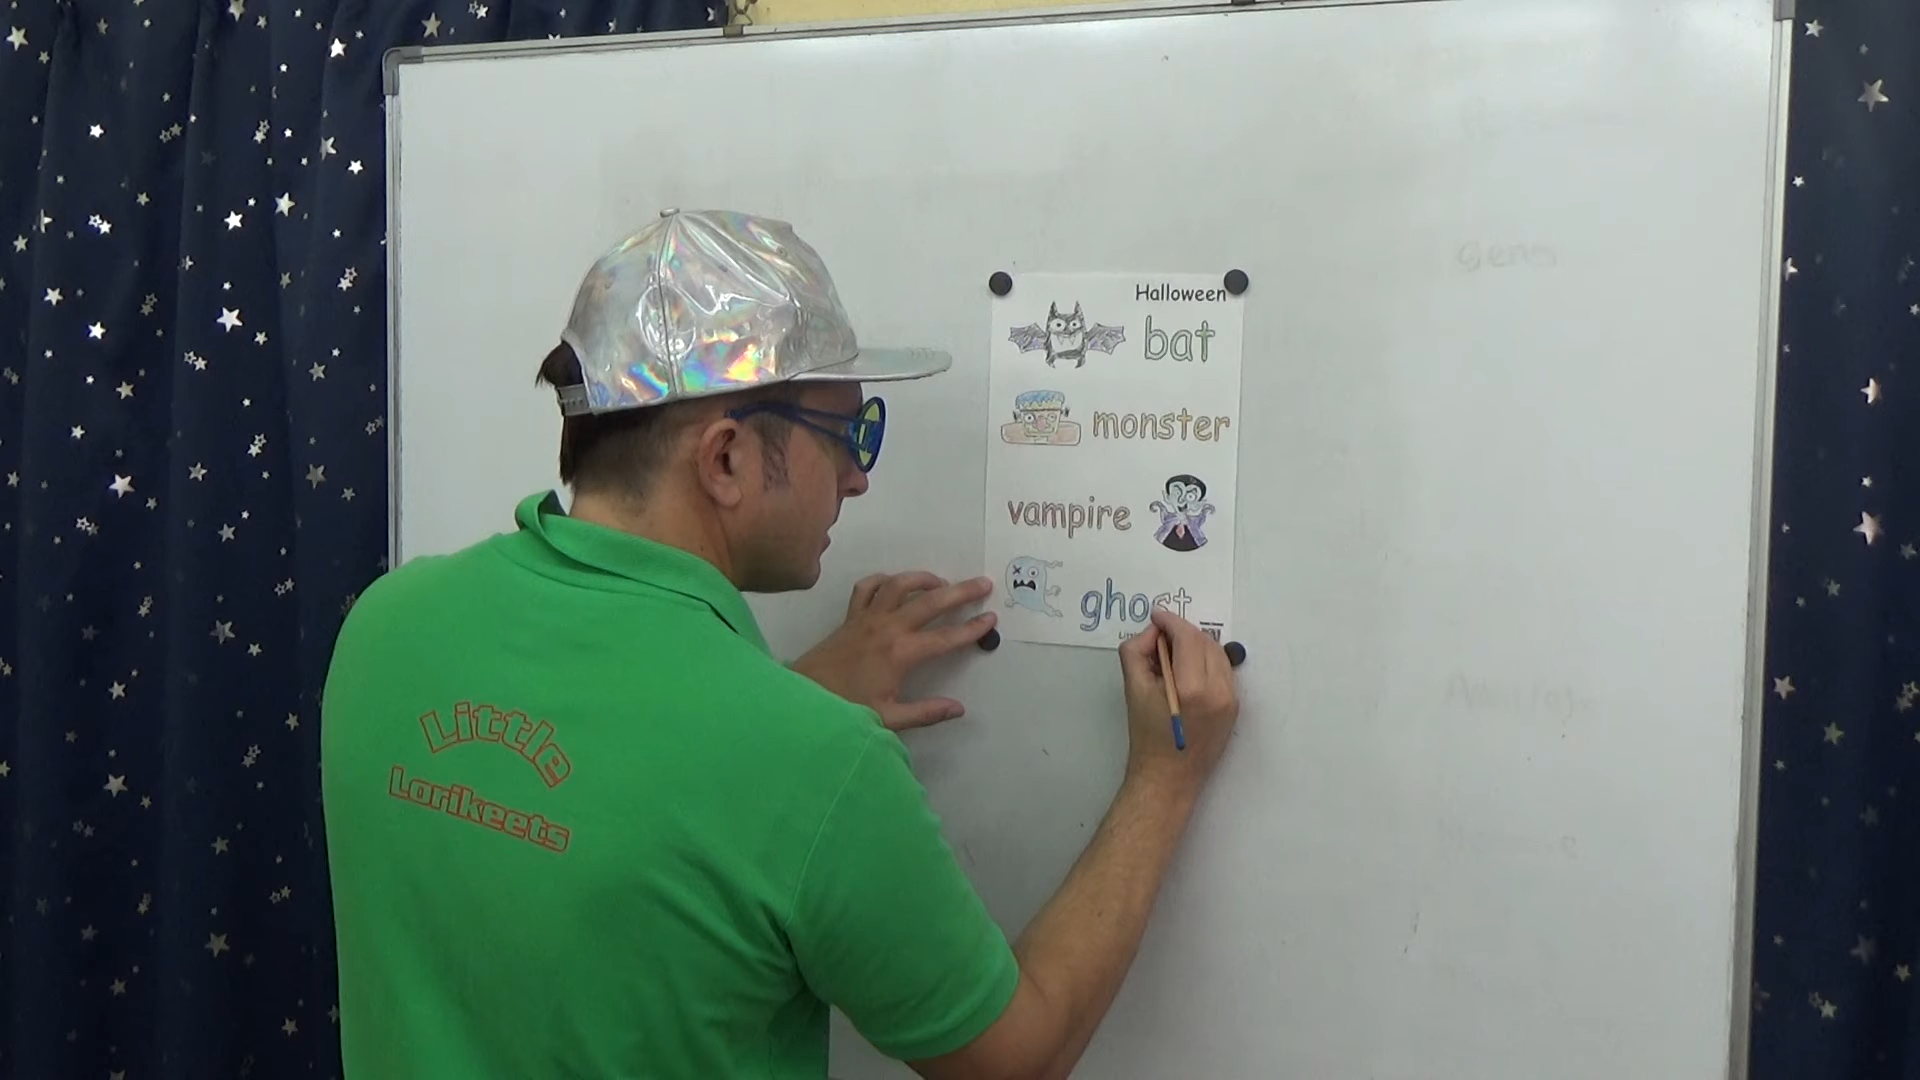 Halloween
bat
monster
vampire
ghost
Little
Lorikeets